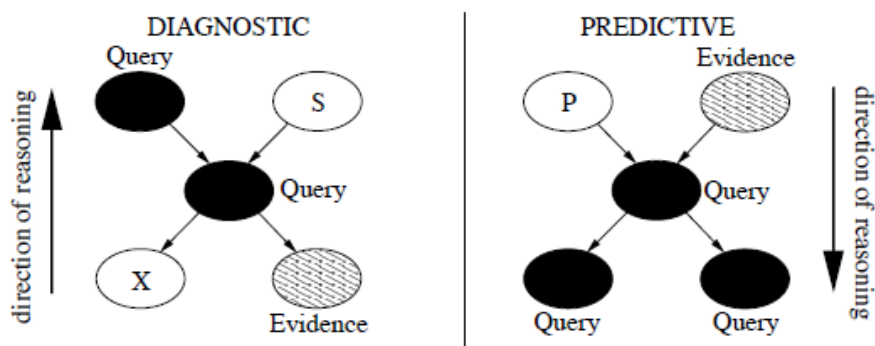 DIAGNOSTIC
Query
S
Query
X
Evidence
direction of reasoning
PREDICTIVE
Evidence
P
Query
Query
Query
direction of reasoning